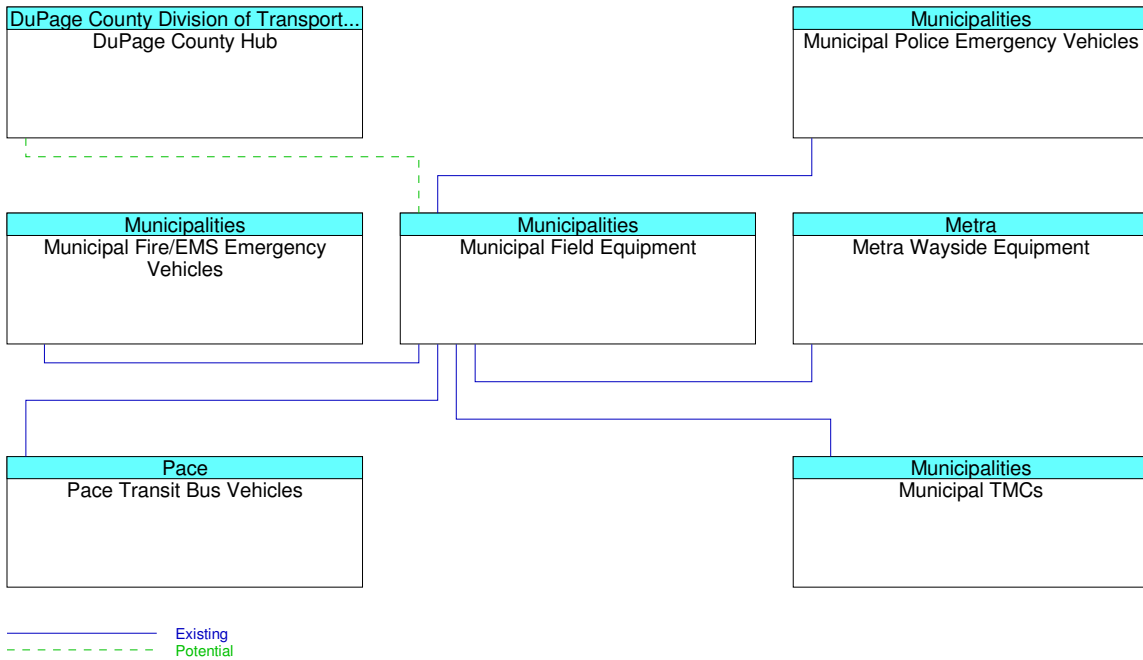 DuPage County Division of Transport...
DuPage County Hub
Municipalities
Municipal Police Emergency Vehicles
Municipalities
Municipal Fire/EMS Emergency
Vehicles
Municipalities
Municipal Field Equipment
Metra
Metra Wayside Equipment
Pace
Pace Transit Bus Vehicles
Municipalities
Municipal TMCs
Existing
Potential